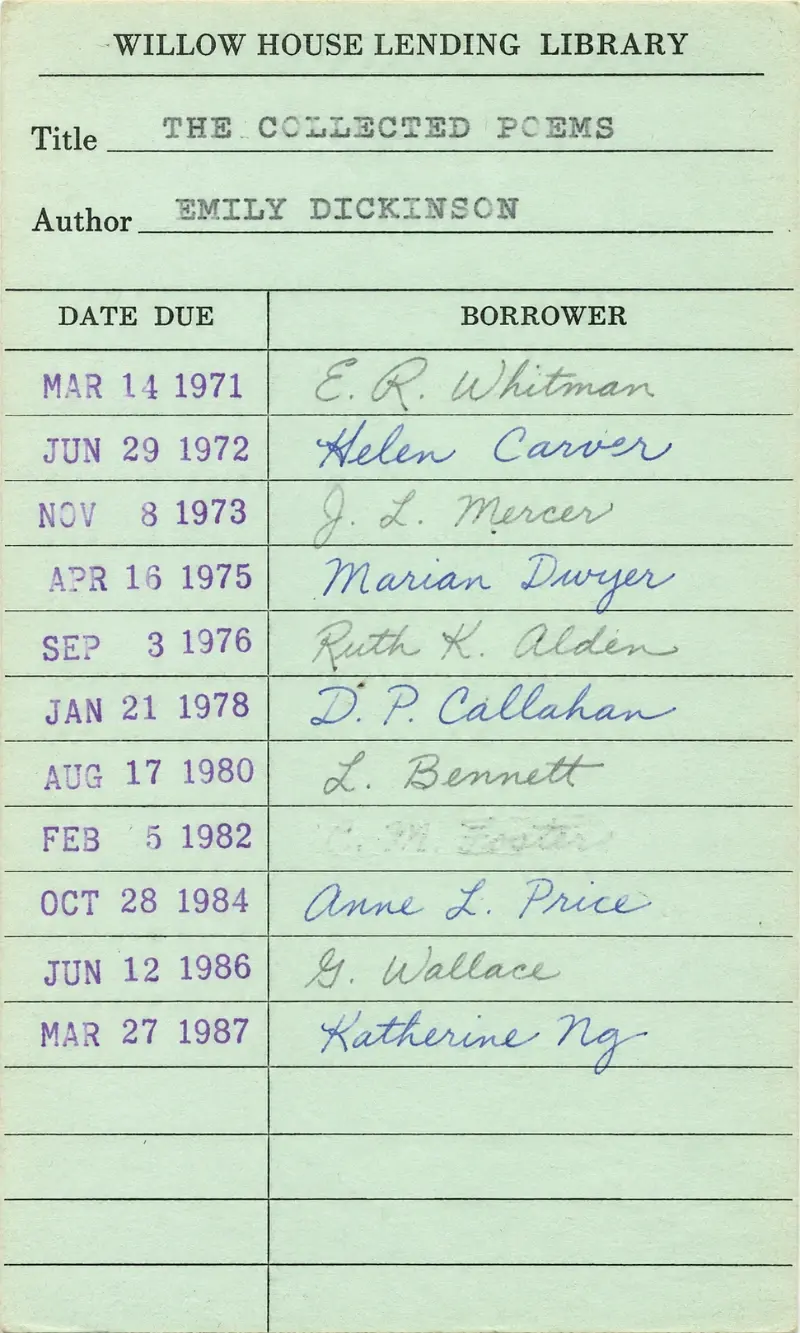 WILLOW HOUSE LENDING LIBRARY
Title THE COLLECTED POEMS
Author EMILY DICKINSON
DATE DUE BORROWER
MAR 14 1971 E. R. Whitman
JUN 29 1972 Helen Carver
NOV 8 1973 J. L. Mercer
APR 16 1975 Marian Dwyer
SEP 3 1976 Ruth K. Alden
JAN 21 1978 D. P. Callahan
AUG 17 1980 L. Bennett
FEB 5 1982
OCT 28 1984 Anne L. Price
JUN 12 1986 G. Wallace
MAR 27 1987 Katherine Ng